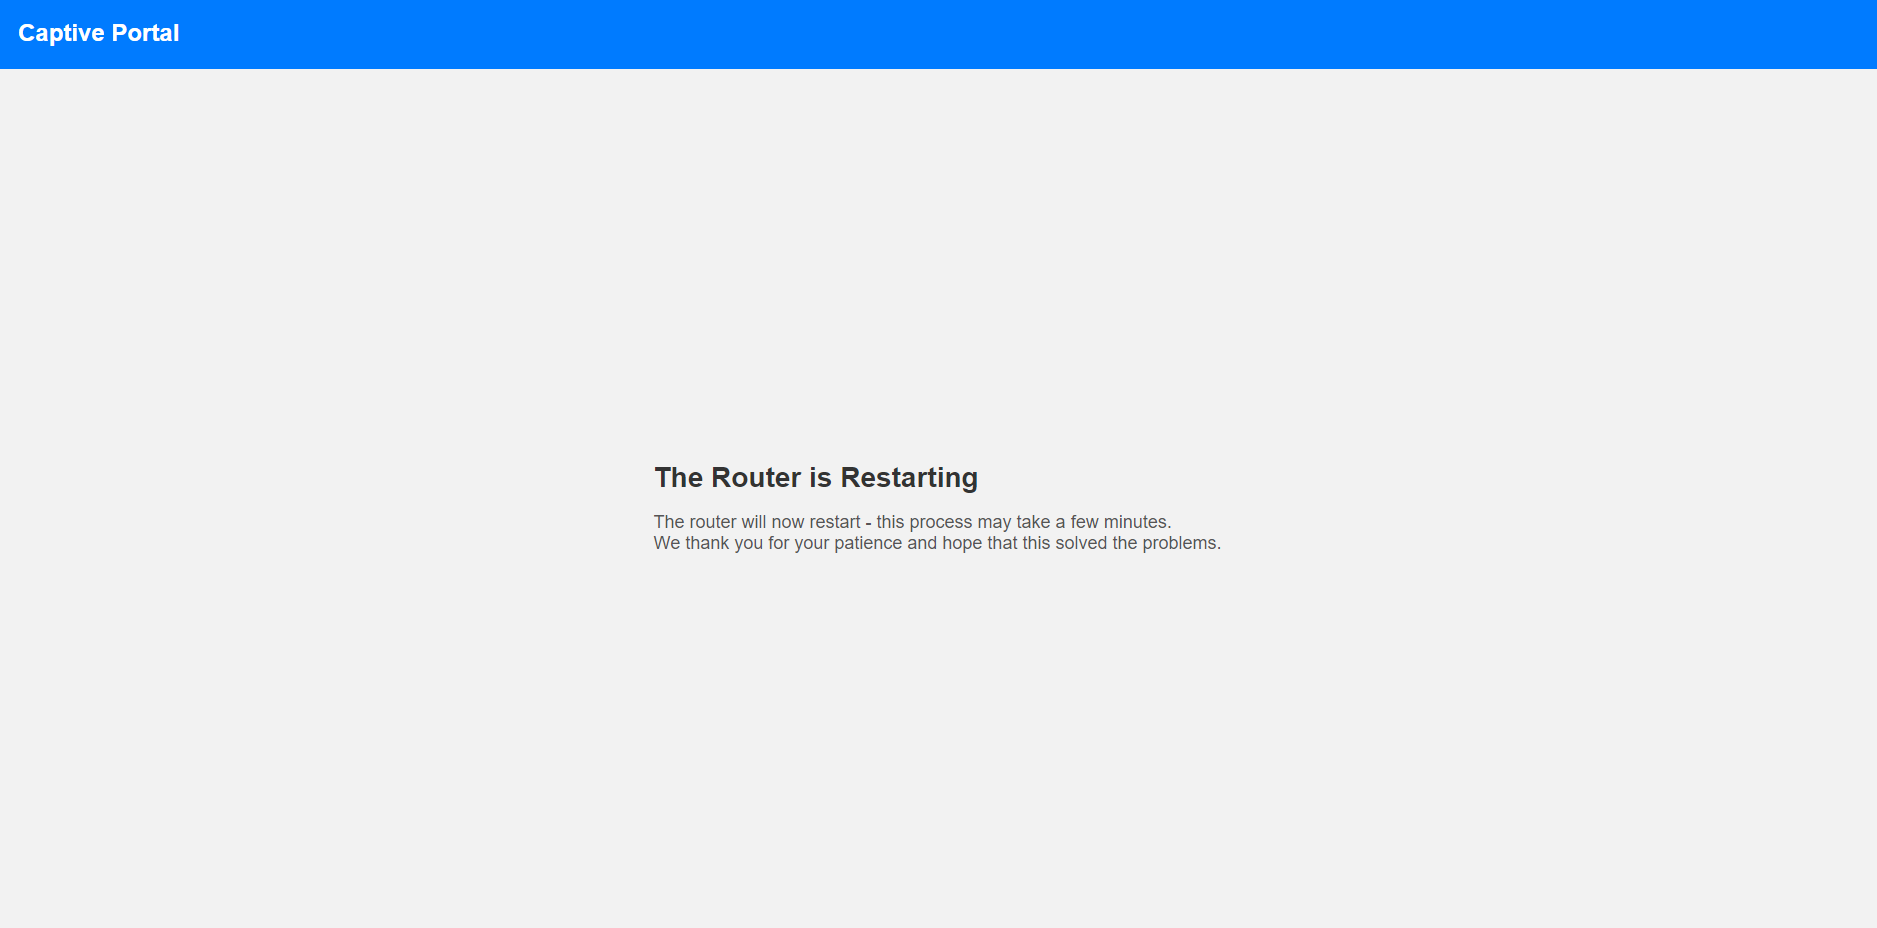 Captive Portal
The Router is Restarting
The router will now restart - this process may take a few minutes.
We thank you for your patience and hope that this solved the problems.